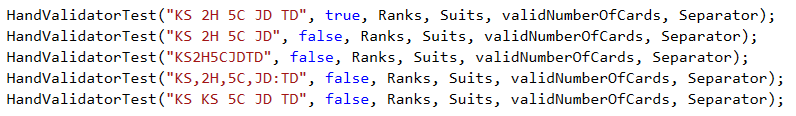 HandValidatorTest("KS 2H 5C JD TD", true, Ranks, Suits, validNumberOfCards, Separator);
HandValidatorTest("KS 2H 5C JD", false, Ranks, Suits, validNumberOfCards, Separator);
HandValidatorTest("KS2H5CJDTD", false, Ranks, Suits, validNumberOfCards, Separator);
HandValidatorTest("KS,2H,5C,JD:TD", false, Ranks, Suits, validNumberOfCards, Separator);
HandValidatorTest("KS KS 5C JD TD", false, Ranks, Suits, validNumberOfCards, Separator);